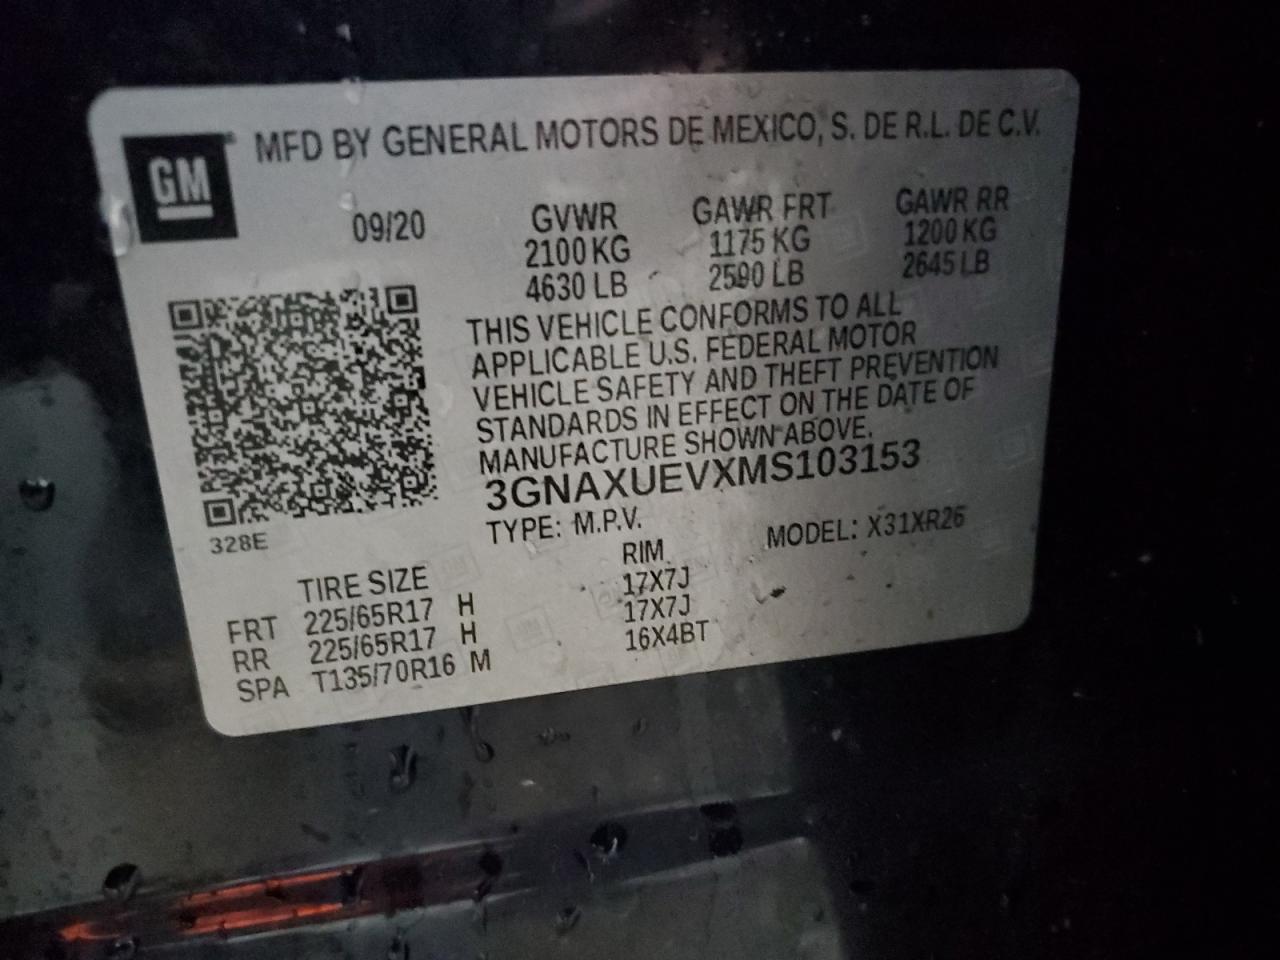 GM
MFD BY GENERAL MOTORS DE MEXICO, S. DE R.L. DE C.V.
09/20 GVWR GAWR FRT GAWR RR
2100 KG 1175 KG 1200 KG
4630 LB 2590 LB 2645 LB
THIS VEHICLE CONFORMS TO ALL
APPLICABLE U.S. FEDERAL MOTOR
VEHICLE SAFETY AND THEFT PREVENTION
STANDARDS IN EFFECT ON THE DATE OF
MANUFACTURE SHOWN ABOVE.
3GNAXUEVXMS103153
328E
TYPE: M.P.V. MODEL: X31XR26
TIRE SIZE RIM
FRT 225/65R17 H 17X7J
RR 225/65R17 H 17X7J
SPA T135/70R16 M 16X4BT